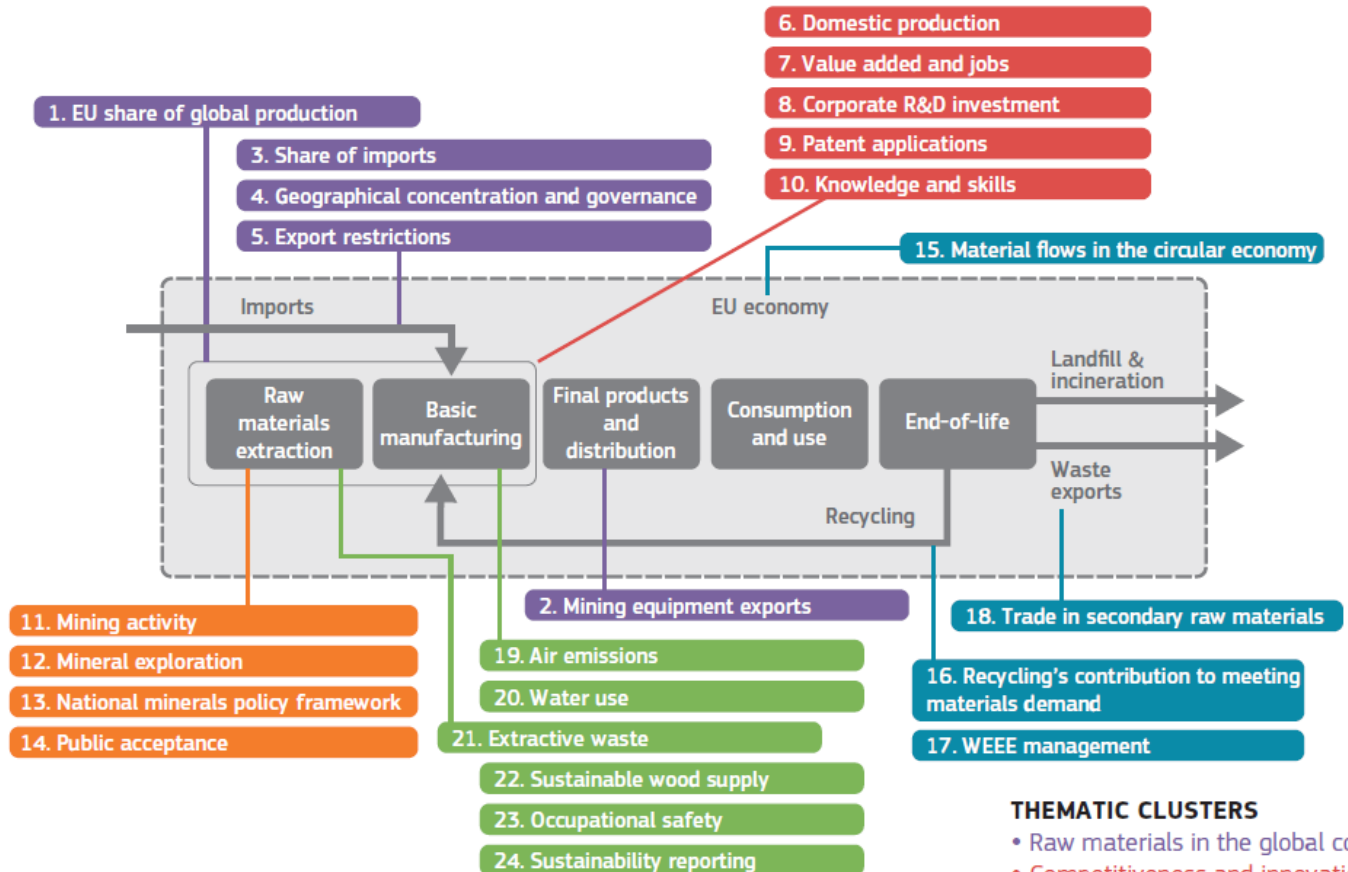 6. Domestic production
7. Value added and jobs
8. Corporate R&D investment
9. Patent applications
10. Knowledge and skills
1. EU share of global production
3. Share of imports
4. Geographical concentration and governance
5. Export restrictions
15. Material flows in the circular economy
Imports
EU economy
Raw
materials
extraction
Basic
manufacturing
Final products
and
distribution
Consumption
and use
End-of-life
Landfill &
incineration
Waste
exports
Recycling
2. Mining equipment exports
18. Trade in secondary raw materials
11. Mining activity
12. Mineral exploration
13. National minerals policy framework
14. Public acceptance
19. Air emissions
20. Water use
21. Extractive waste
22. Sustainable wood supply
23. Occupational safety
24. Sustainability reporting
16. Recycling's contribution to meeting
materials demand
17. WEEE management
THEMATIC CLUSTERS
• Raw materials in the global
• Competitiveness and